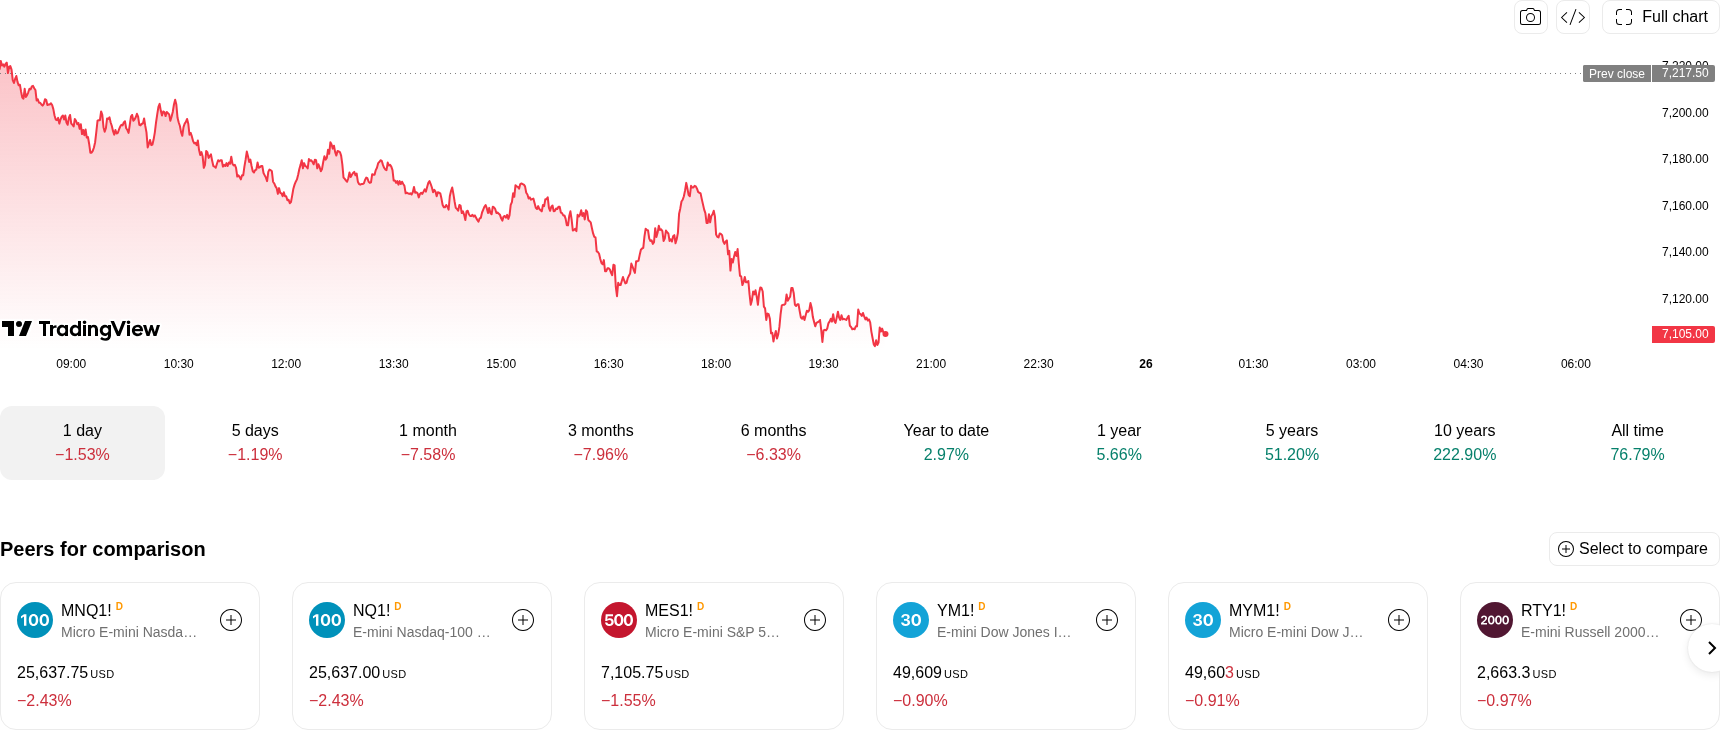 Full chart
Prev close 7,217.50
7,200.00
7,180.00
7,160.00
7,140.00
7,120.00
7,105.00
TradingView
09:00 10:30 12:00 13:30 15:00 16:30 18:00 19:30 21:00 22:30 26 01:30 03:00 04:30 06:00
1 day 5 days 1 month 3 months 6 months Year to date 1 year 5 years 10 years All time
−1.53% −1.19% −7.58% −7.96% −6.33% 2.97% 5.66% 51.20% 222.90% 76.79%
Peers for comparison
Select to compare
100 MNQ1! D
Micro E-mini Nasda…
25,637.75 USD
−2.43%
100 NQ1! D
E-mini Nasdaq-100 …
25,637.00 USD
−2.43%
500 MES1! D
Micro E-mini S&P 5…
7,105.75 USD
−1.55%
30 YM1! D
E-mini Dow Jones I…
49,609 USD
−0.90%
30 MYM1! D
Micro E-mini Dow J…
49,603 USD
−0.91%
2000 RTY1! D
E-mini Russell 2000…
2,663.3 USD
−0.97%